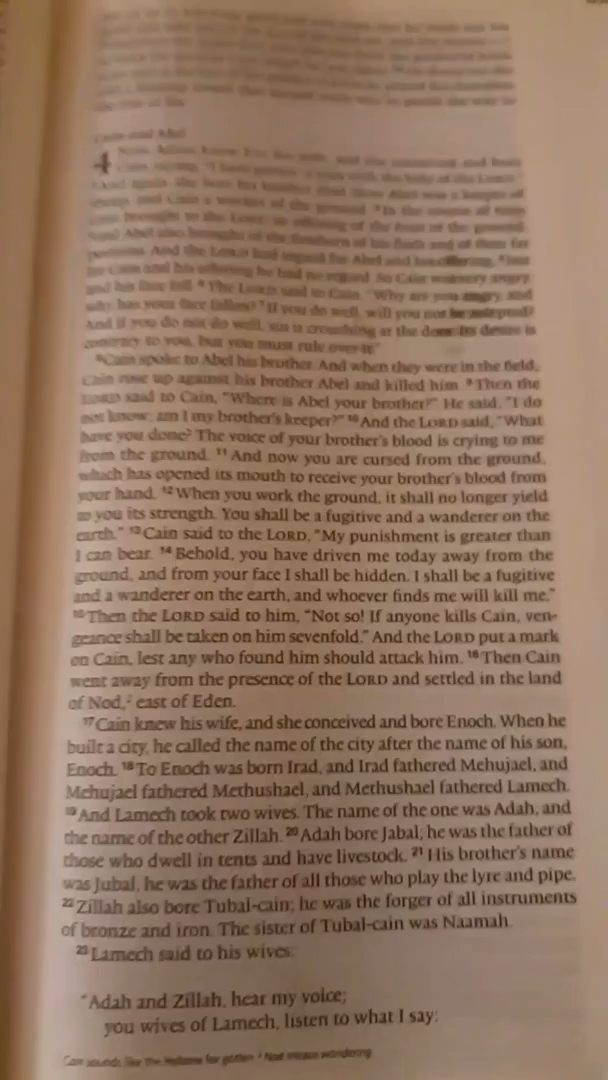 Cain and Abel
4 Now Adam knew Eve his wife, and she conceived and bore
Cain, saying, "I have gotten a man with the help of the LORD."
And again, she bore his brother Abel. Now Abel was a keeper of
sheep, and Cain a worker of the ground. 3 In the course of time
Cain brought to the LORD an offering of the fruit of the ground,
and Abel also brought of the firstborn of his flock and of their fat
portions. And the LORD had regard for Abel and his offering, 5 but
for Cain and his offering he had no regard. So Cain was very angry,
and his face fell. 6 The LORD said to Cain, "Why are you angry, and
why has your face fallen? 7 If you do well, will you not be accepted?
And if you do not do well, sin is crouching at the door. Its desire is
contrary to you, but you must rule over it."
8 Cain spoke to Abel his brother. And when they were in the field,
Cain rose up against his brother Abel and killed him. 9 Then the
LORD said to Cain, "Where is Abel your brother?" He said, "I do
not know; am I my brother's keeper?" 10 And the LORD said, "What
have you done? The voice of your brother's blood is crying to me
from the ground. 11 And now you are cursed from the ground,
which has opened its mouth to receive your brother's blood from
your hand. 12 When you work the ground, it shall no longer yield
to you its strength. You shall be a fugitive and a wanderer on the
earth." 13 Cain said to the LORD, "My punishment is greater than
I can bear. 14 Behold, you have driven me today away from the
ground, and from your face I shall be hidden. I shall be a fugitive
and a wanderer on the earth, and whoever finds me will kill me."
15 Then the LORD said to him, "Not so! If anyone kills Cain, ven-
geance shall be taken on him sevenfold." And the LORD put a mark
on Cain, lest any who found him should attack him. 16 Then Cain
went away from the presence of the LORD and settled in the land
of Nod,2 east of Eden.
17 Cain knew his wife, and she conceived and bore Enoch. When he
built a city, he called the name of the city after the name of his son,
Enoch. 18 To Enoch was born Irad, and Irad fathered Mehujael, and
Mehujael fathered Methushael, and Methushael fathered Lamech.
19 And Lamech took two wives. The name of the one was Adah, and
the name of the other Zillah. 20 Adah bore Jabal; he was the father of
those who dwell in tents and have livestock. 21 His brother's name
was Jubal; he was the father of all those who play the lyre and pipe.
22 Zillah also bore Tubal-cain; he was the forger of all instruments
of bronze and iron. The sister of Tubal-cain was Naamah.
23 Lamech said to his wives:
"Adah and Zillah, hear my voice;
you wives of Lamech, listen to what I say:
Cain sounds like the Hebrew for gotten 2 Nod means wandering